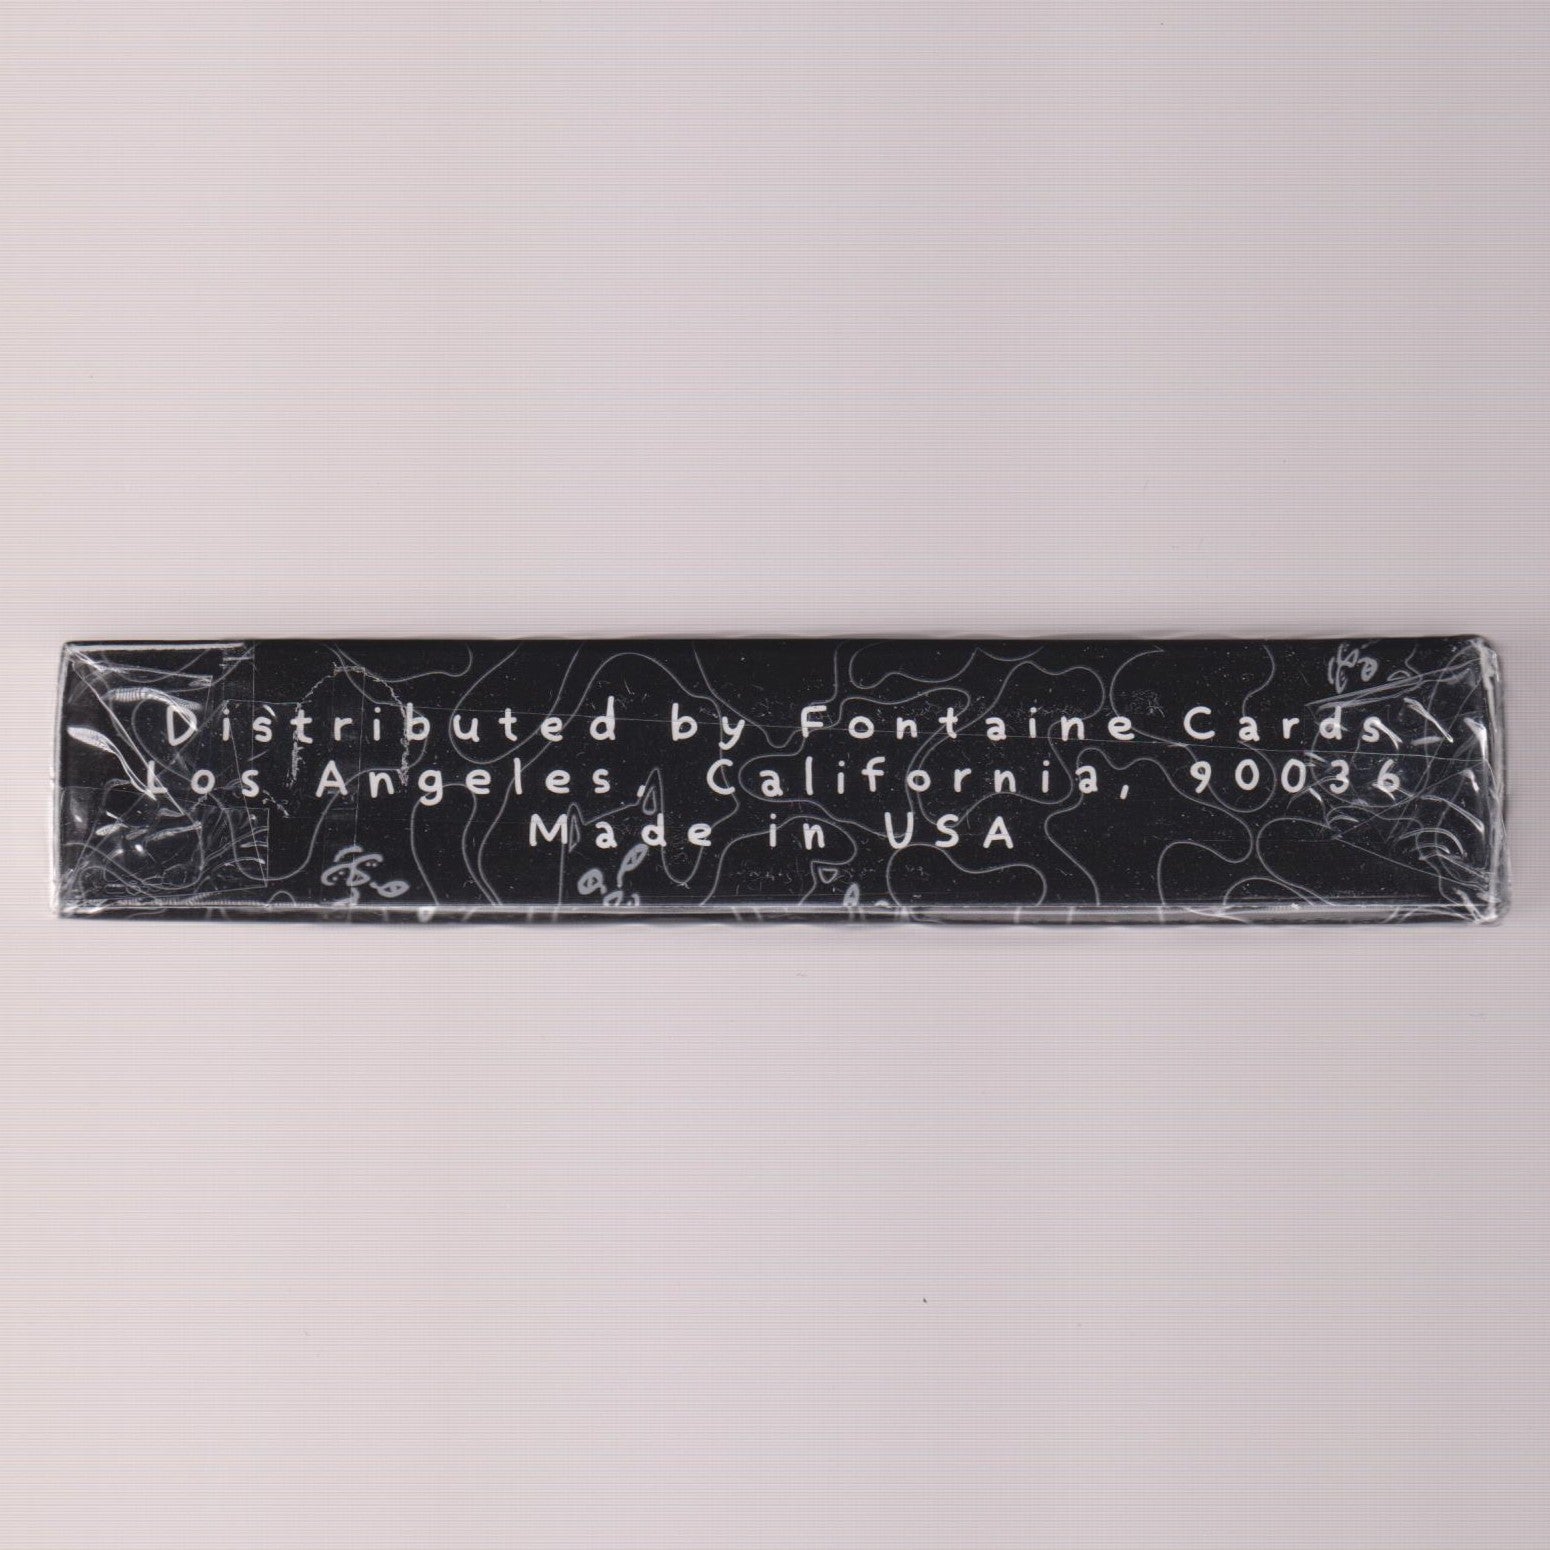 Distributed by Fontaine Cards
Los Angeles, California, 90036
Made in USA